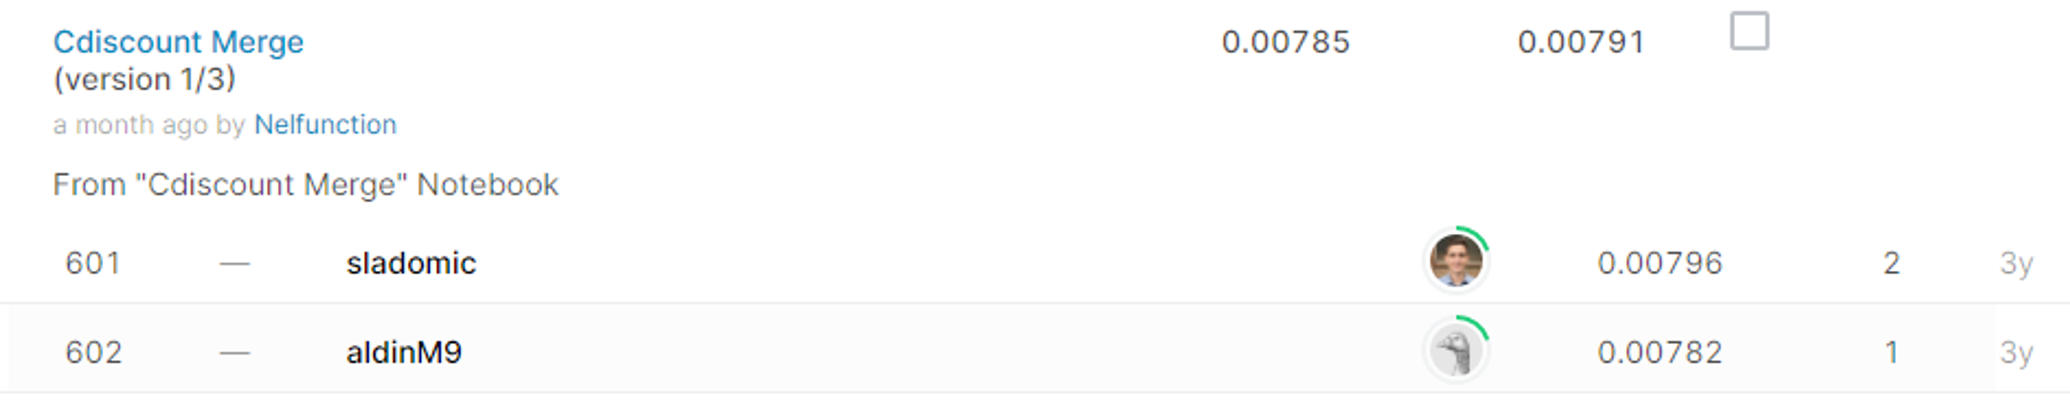 Cdiscount Merge 0.00785 0.00791
(version 1/3)
a month ago by Nelfunction
From "Cdiscount Merge" Notebook
601 — sladomic 0.00796 2 3y
602 — aldinM9 0.00782 1 3y